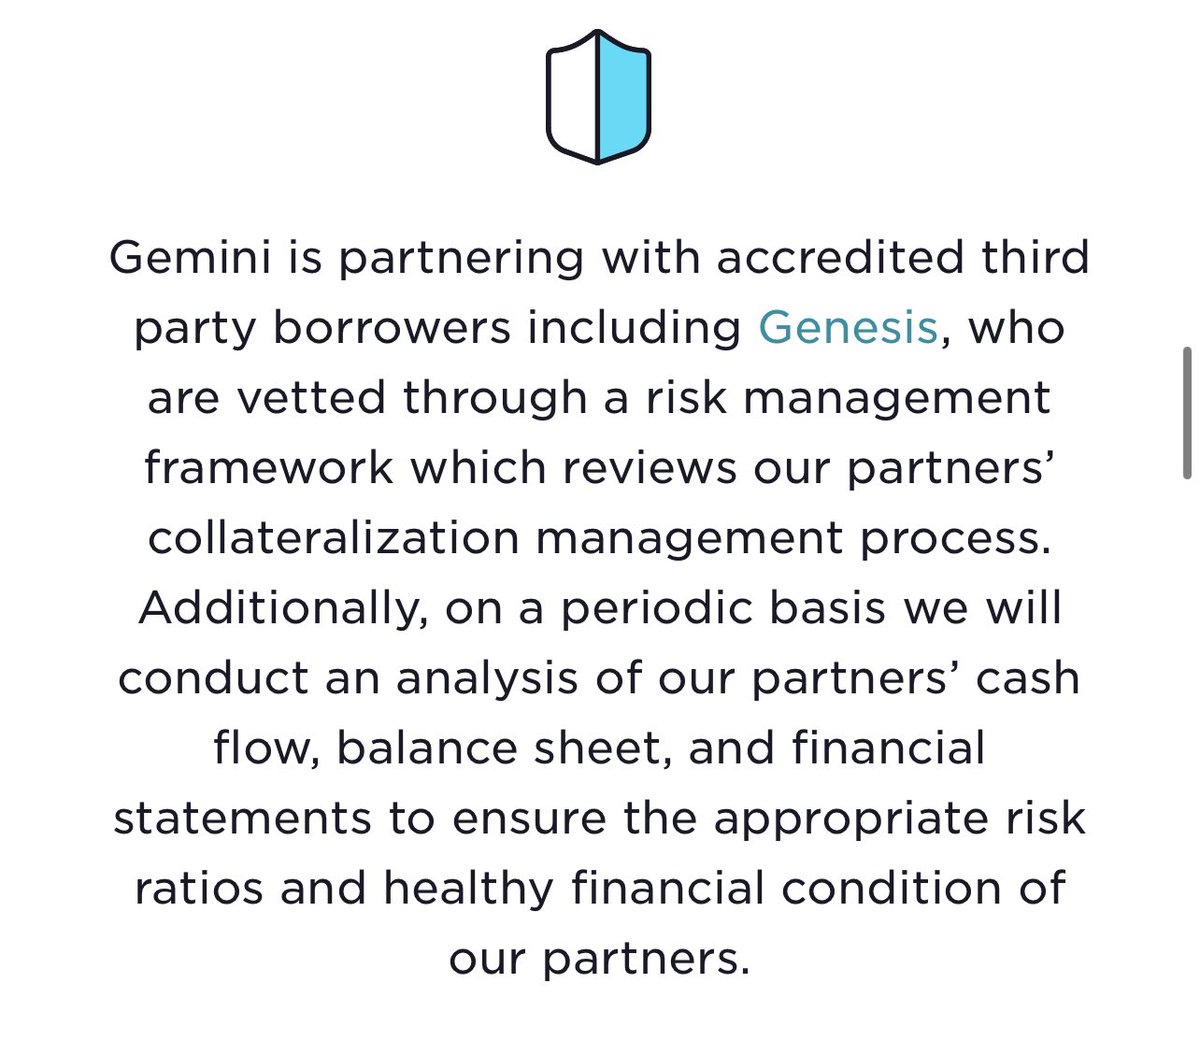 Gemini is partnering with accredited third
party borrowers including Genesis, who
are vetted through a risk management
framework which reviews our partners’
collateralization management process.
Additionally, on a periodic basis we will
conduct an analysis of our partners’ cash
flow, balance sheet, and financial
statements to ensure the appropriate risk
ratios and healthy financial condition of
our partners.